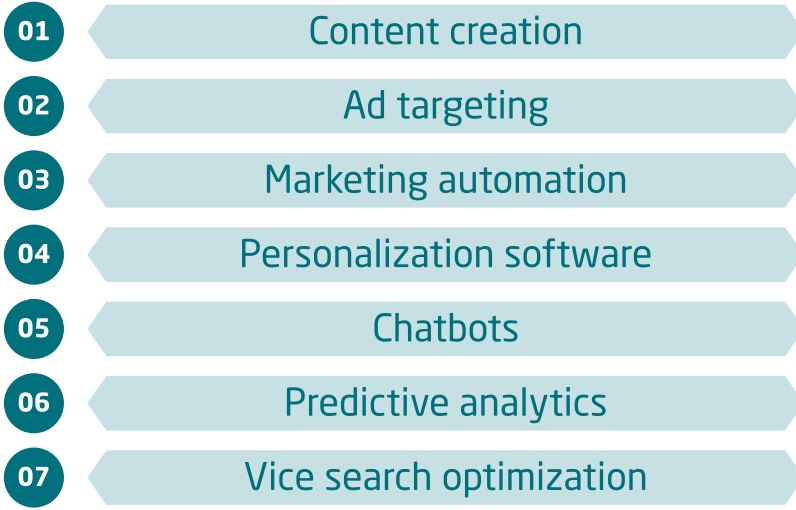 01 Content creation
02 Ad targeting
03 Marketing automation
04 Personalization software
05 Chatbots
06 Predictive analytics
07 Vice search optimization